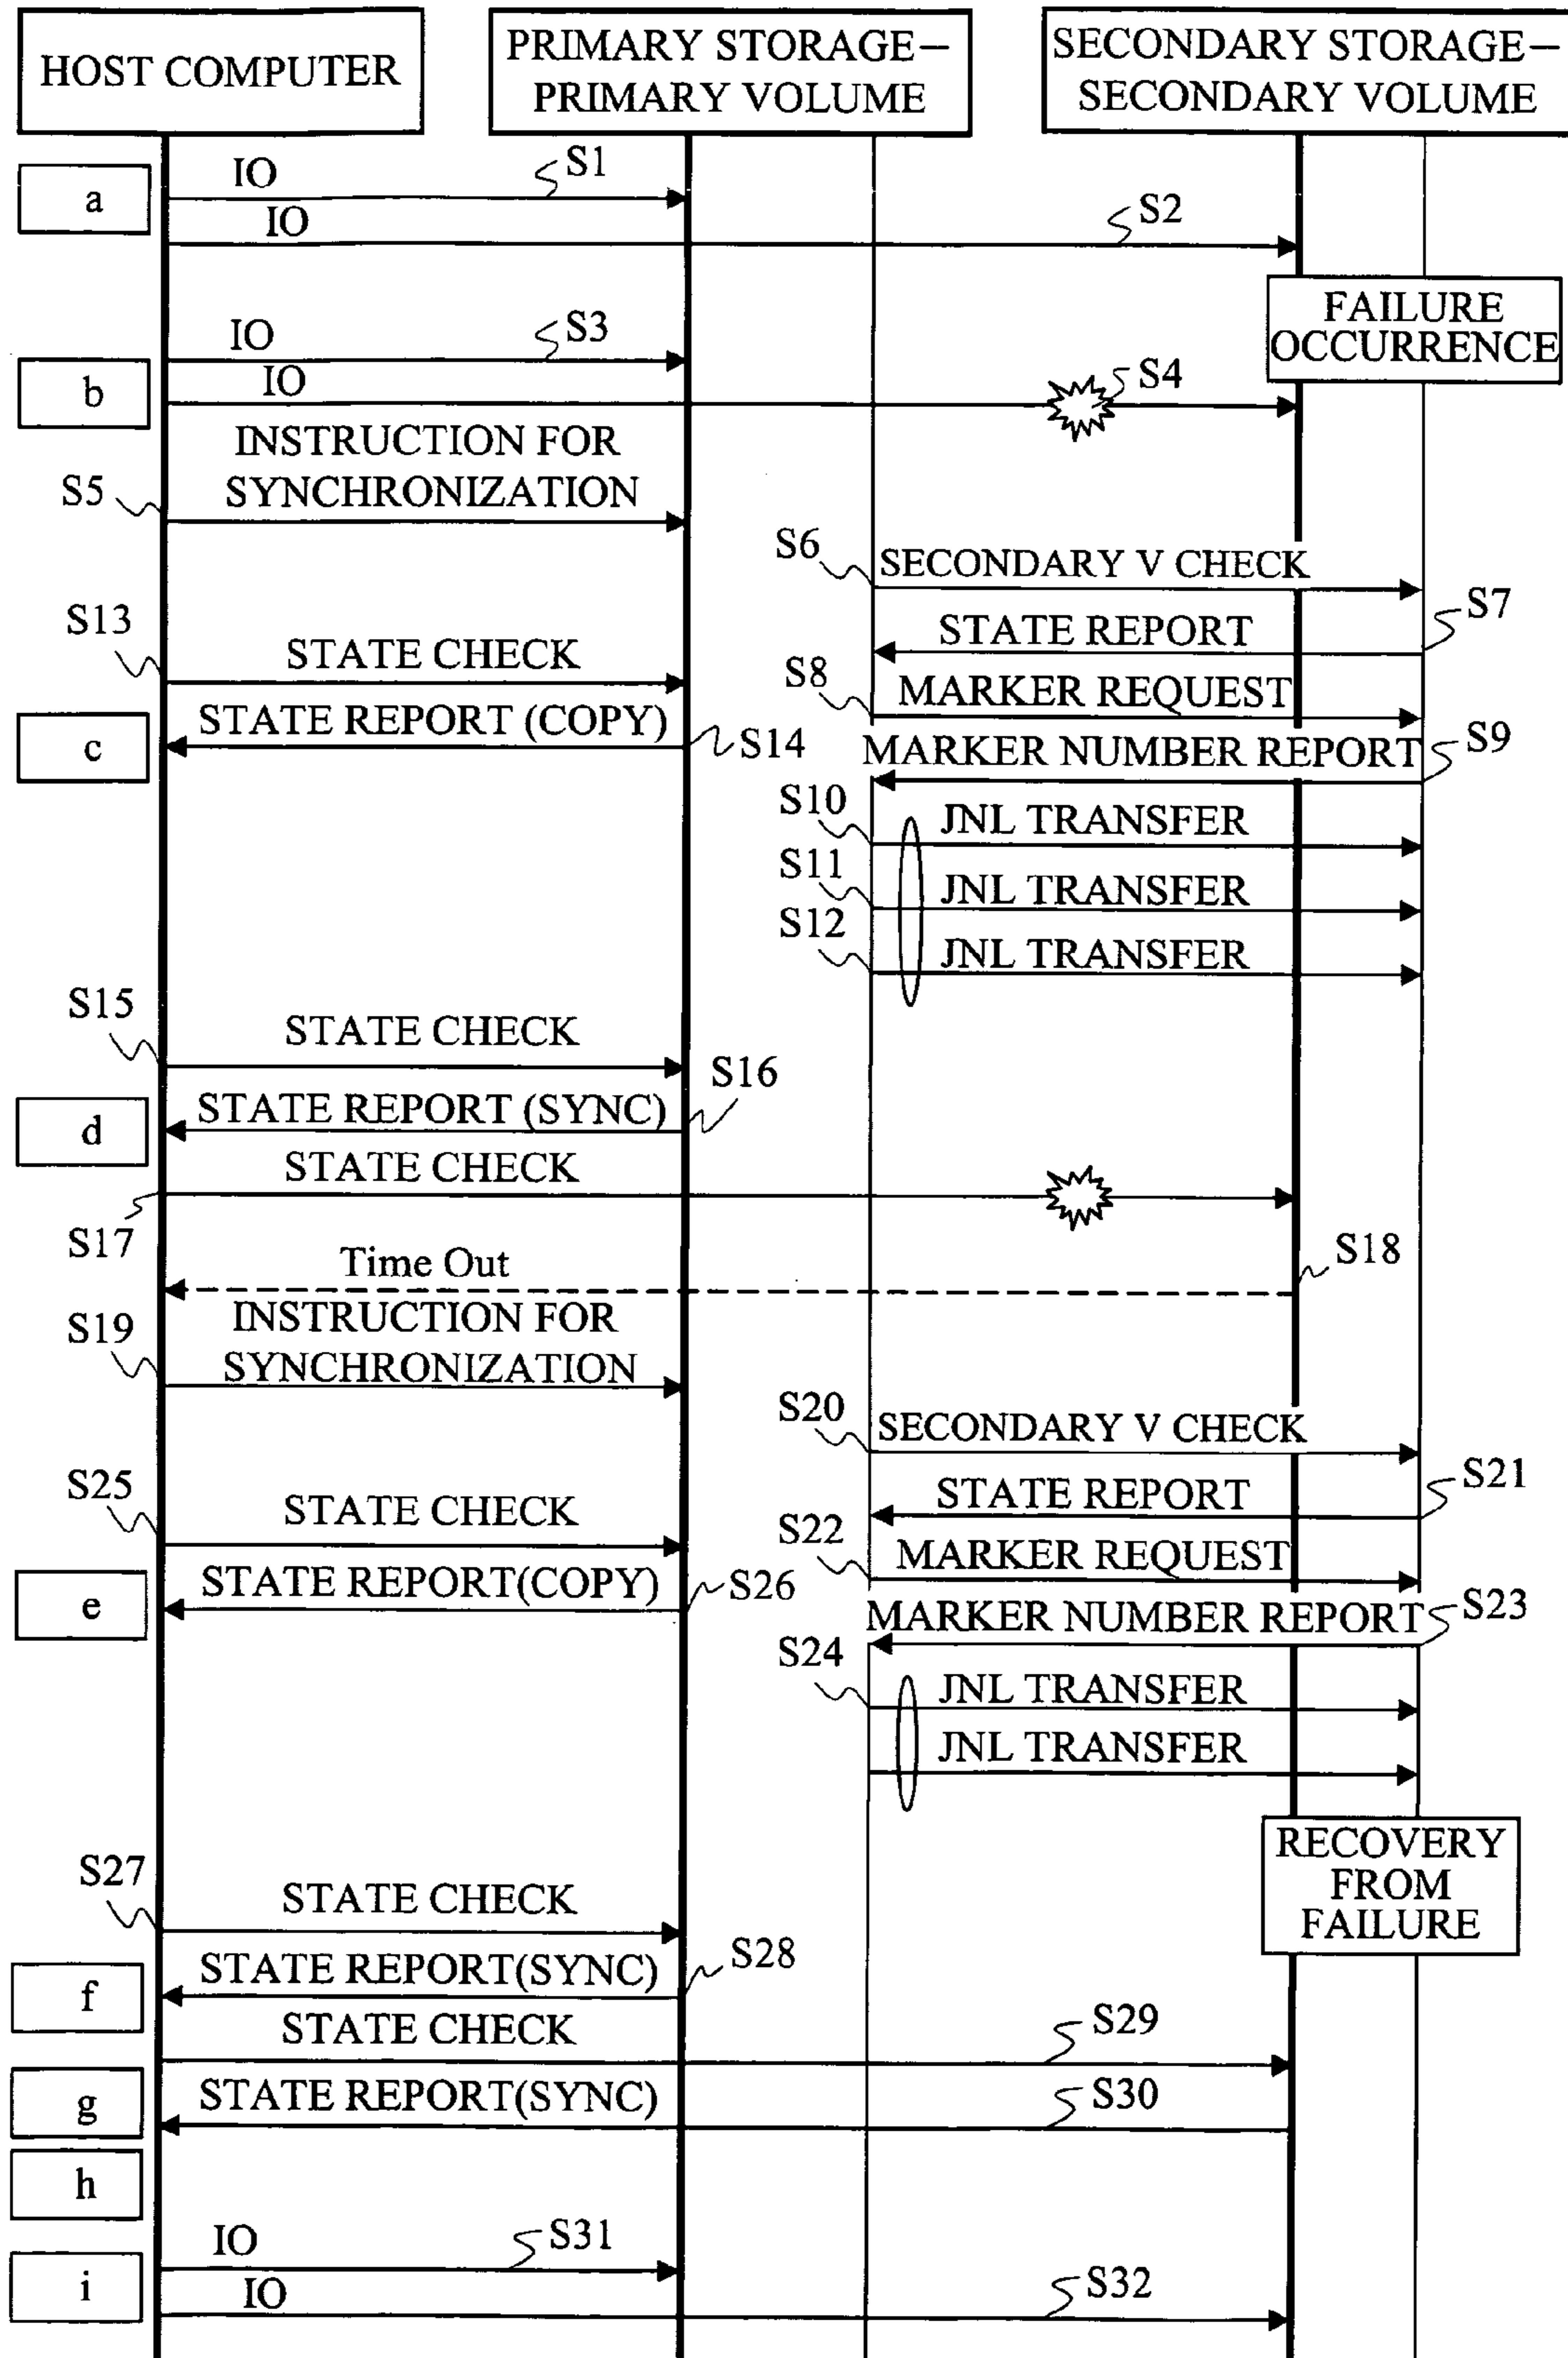 HOST COMPUTER
PRIMARY STORAGE—
PRIMARY VOLUME
SECONDARY STORAGE—
SECONDARY VOLUME
a
IO
S1
IO
S2
FAILURE
OCCURRENCE
IO
S3
b
IO
S4
INSTRUCTION FOR
SYNCHRONIZATION
S5
S6
SECONDARY V CHECK
S7
STATE REPORT
S13
STATE CHECK
S8
MARKER REQUEST
c
STATE REPORT (COPY)
S14
MARKER NUMBER REPORT
S9
S10
JNL TRANSFER
S11
JNL TRANSFER
S12
JNL TRANSFER
S15
STATE CHECK
S16
d
STATE REPORT (SYNC)
STATE CHECK
S17
Time Out
S18
S19
INSTRUCTION FOR
SYNCHRONIZATION
S20
SECONDARY V CHECK
S21
STATE REPORT
S25
STATE CHECK
S22
MARKER REQUEST
e
STATE REPORT(COPY)
S26
MARKER NUMBER REPORT
S23
S24
JNL TRANSFER
JNL TRANSFER
RECOVERY
FROM
FAILURE
S27
STATE CHECK
S28
f
STATE REPORT(SYNC)
STATE CHECK
S29
g
STATE REPORT(SYNC)
S30
h
IO
S31
i
IO
S32